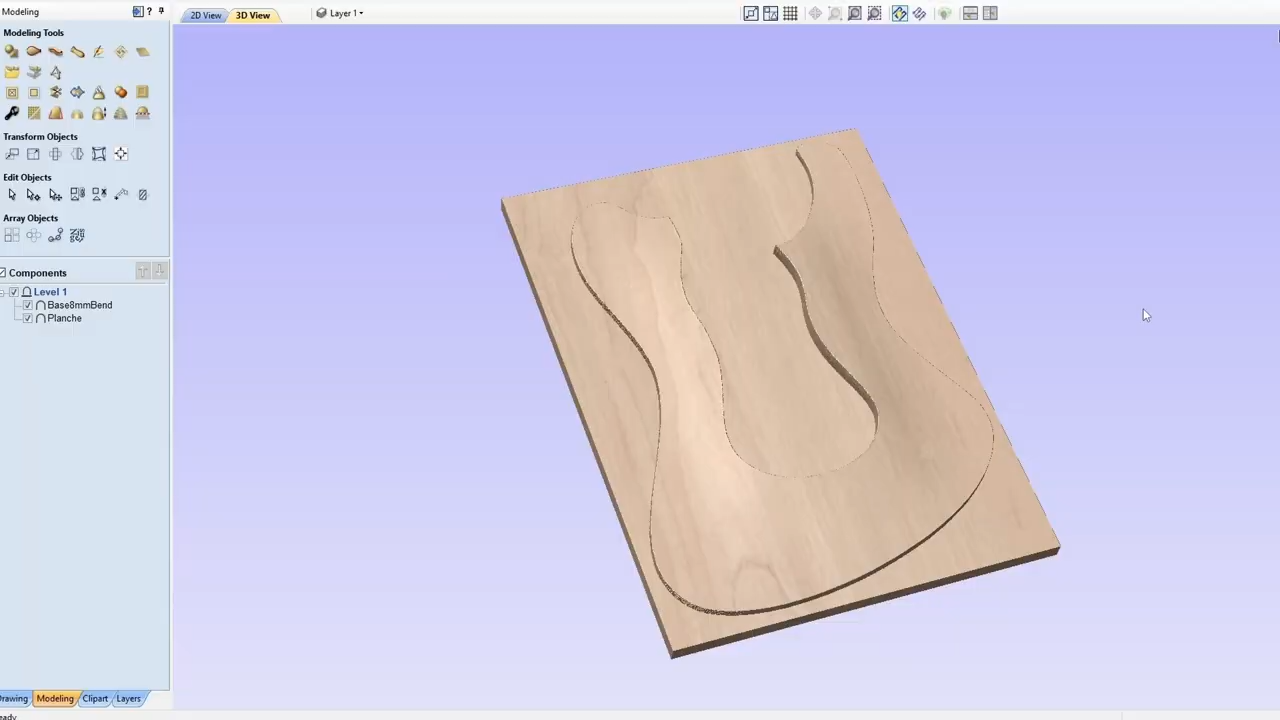 Modeling ?
2D View 3D View Layer 1
Modeling Tools
Transform Objects
Edit Objects
Array Objects
Components
Level 1
Base8mmBend
Planche
Modeling Clipart Layers